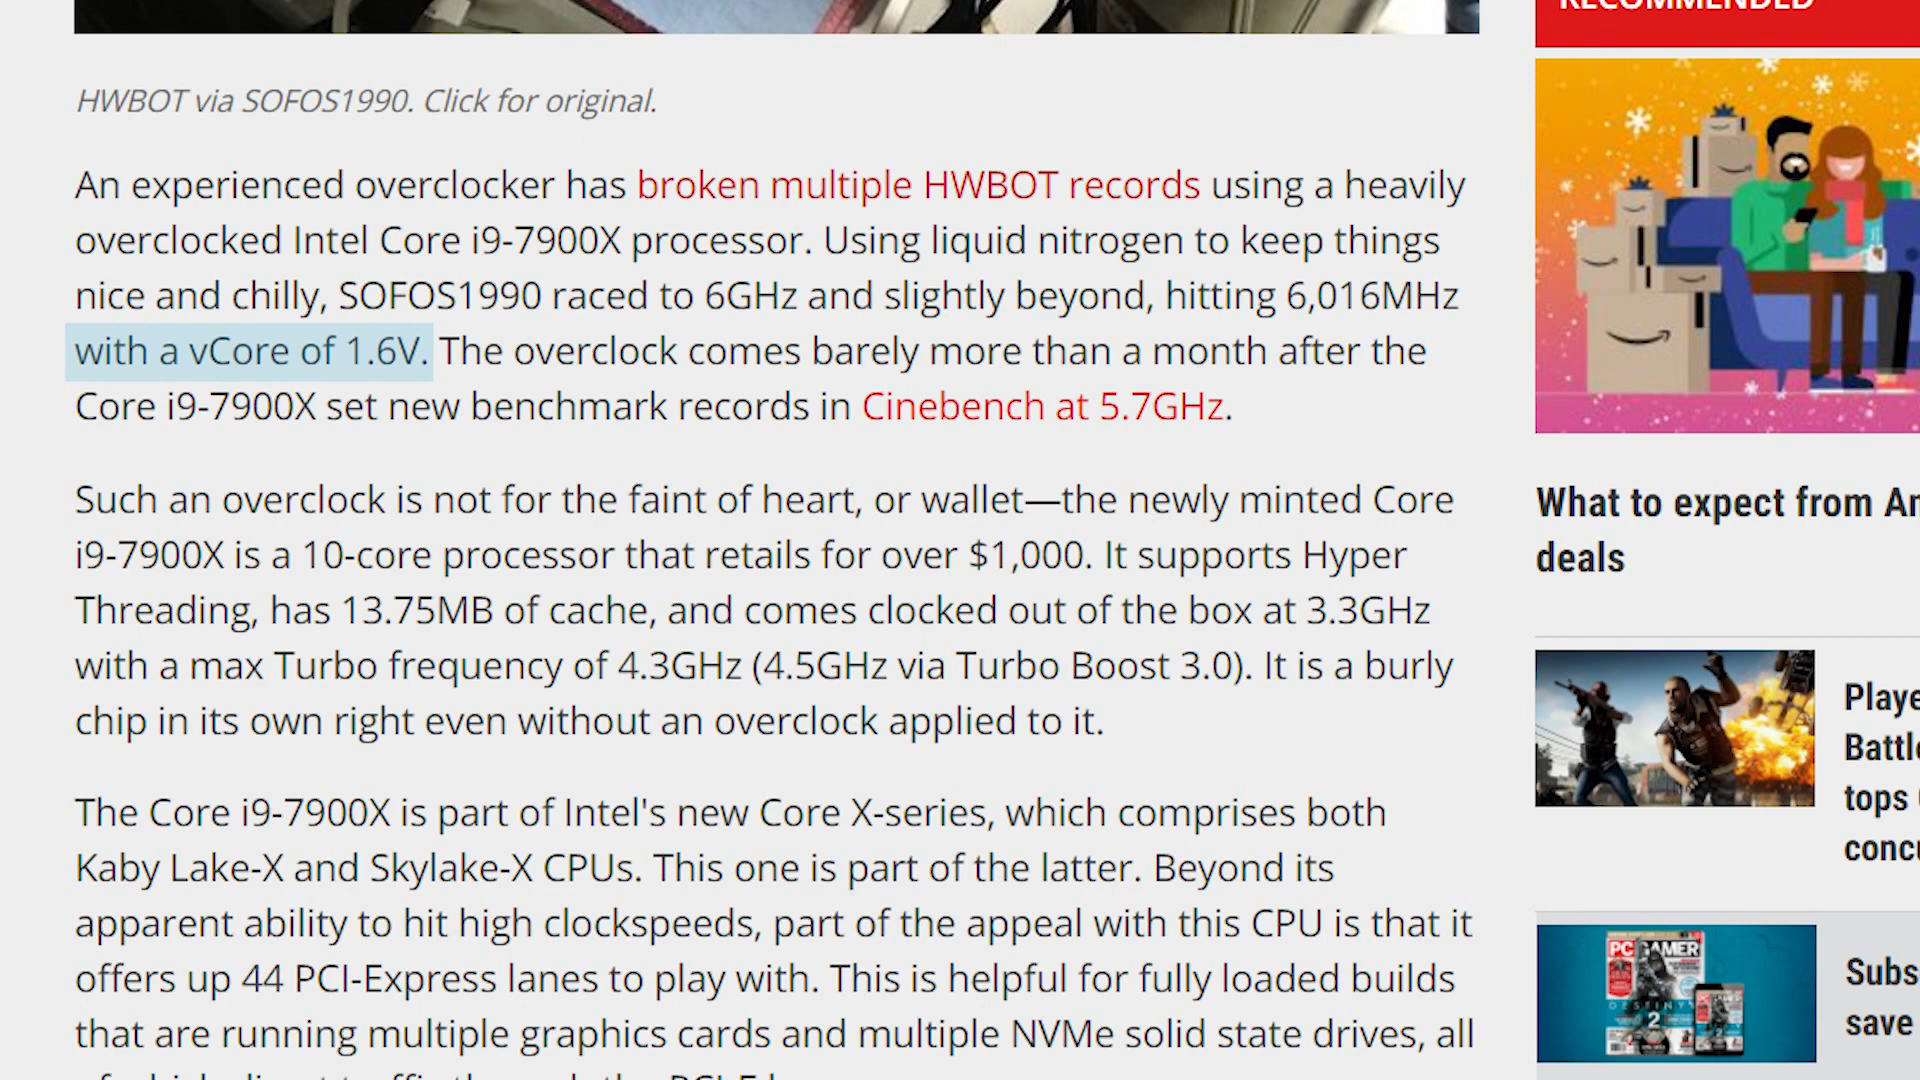 RECOMMENDED
HWBOT via SOFOS1990. Click for original.
An experienced overclocker has broken multiple HWBOT records using a heavily
overclocked Intel Core i9-7900X processor. Using liquid nitrogen to keep things
nice and chilly, SOFOS1990 raced to 6GHz and slightly beyond, hitting 6,016MHz
with a vCore of 1.6V. The overclock comes barely more than a month after the
Core i9-7900X set new benchmark records in Cinebench at 5.7GHz.
Such an overclock is not for the faint of heart, or wallet—the newly minted Core
i9-7900X is a 10-core processor that retails for over $1,000. It supports Hyper
Threading, has 13.75MB of cache, and comes clocked out of the box at 3.3GHz
with a max Turbo frequency of 4.3GHz (4.5GHz via Turbo Boost 3.0). It is a burly
chip in its own right even without an overclock applied to it.
The Core i9-7900X is part of Intel's new Core X-series, which comprises both
Kaby Lake-X and Skylake-X CPUs. This one is part of the latter. Beyond its
apparent ability to hit high clockspeeds, part of the appeal with this CPU is that it
offers up 44 PCI-Express lanes to play with. This is helpful for fully loaded builds
that are running multiple graphics cards and multiple NVMe solid state drives, all
What to expect from
deals
Playe
Battle
tops
conc
PC GAMER
DESTINY
2
Subs
save